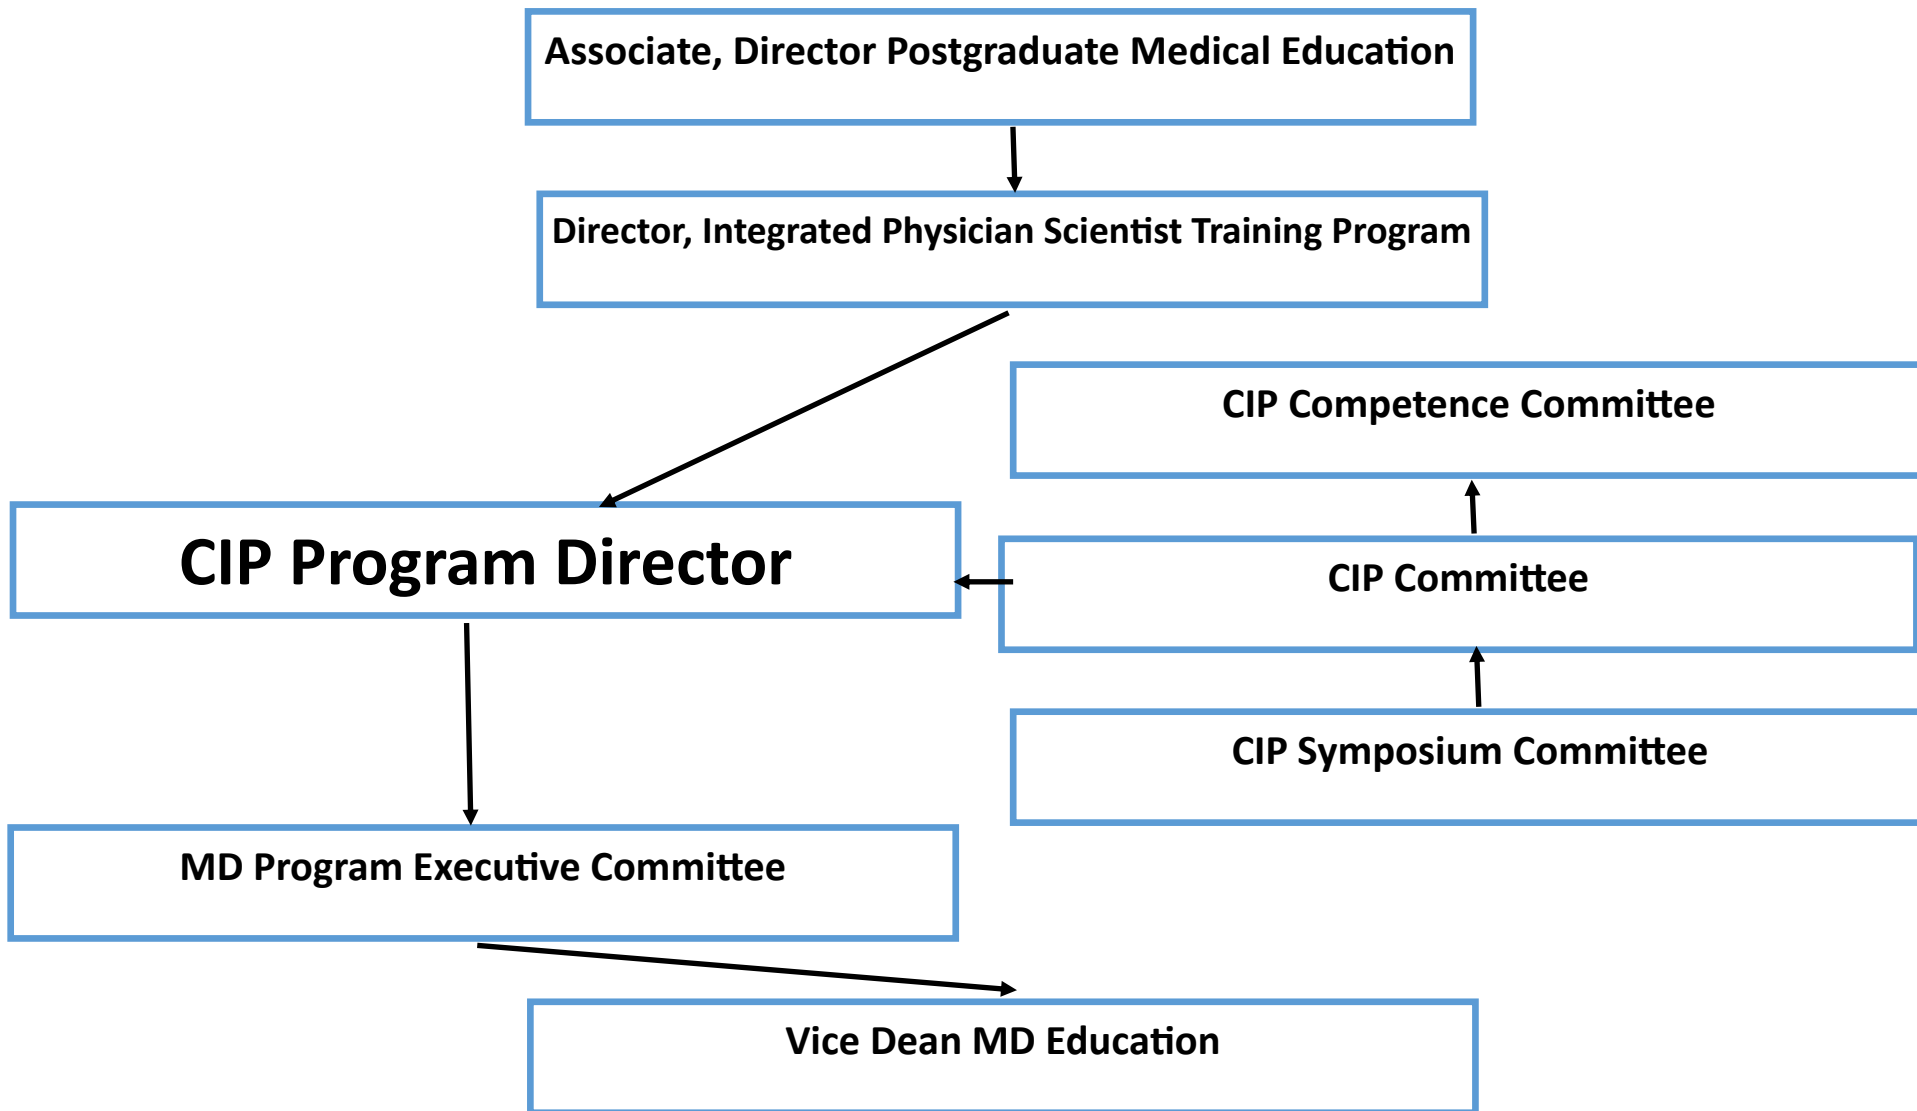 Associate, Director Postgraduate Medical Education
Director, Integrated Physician Scientist Training Program
CIP Competence Committee
CIP Program Director
CIP Committee
CIP Symposium Committee
MD Program Executive Committee
Vice Dean MD Education